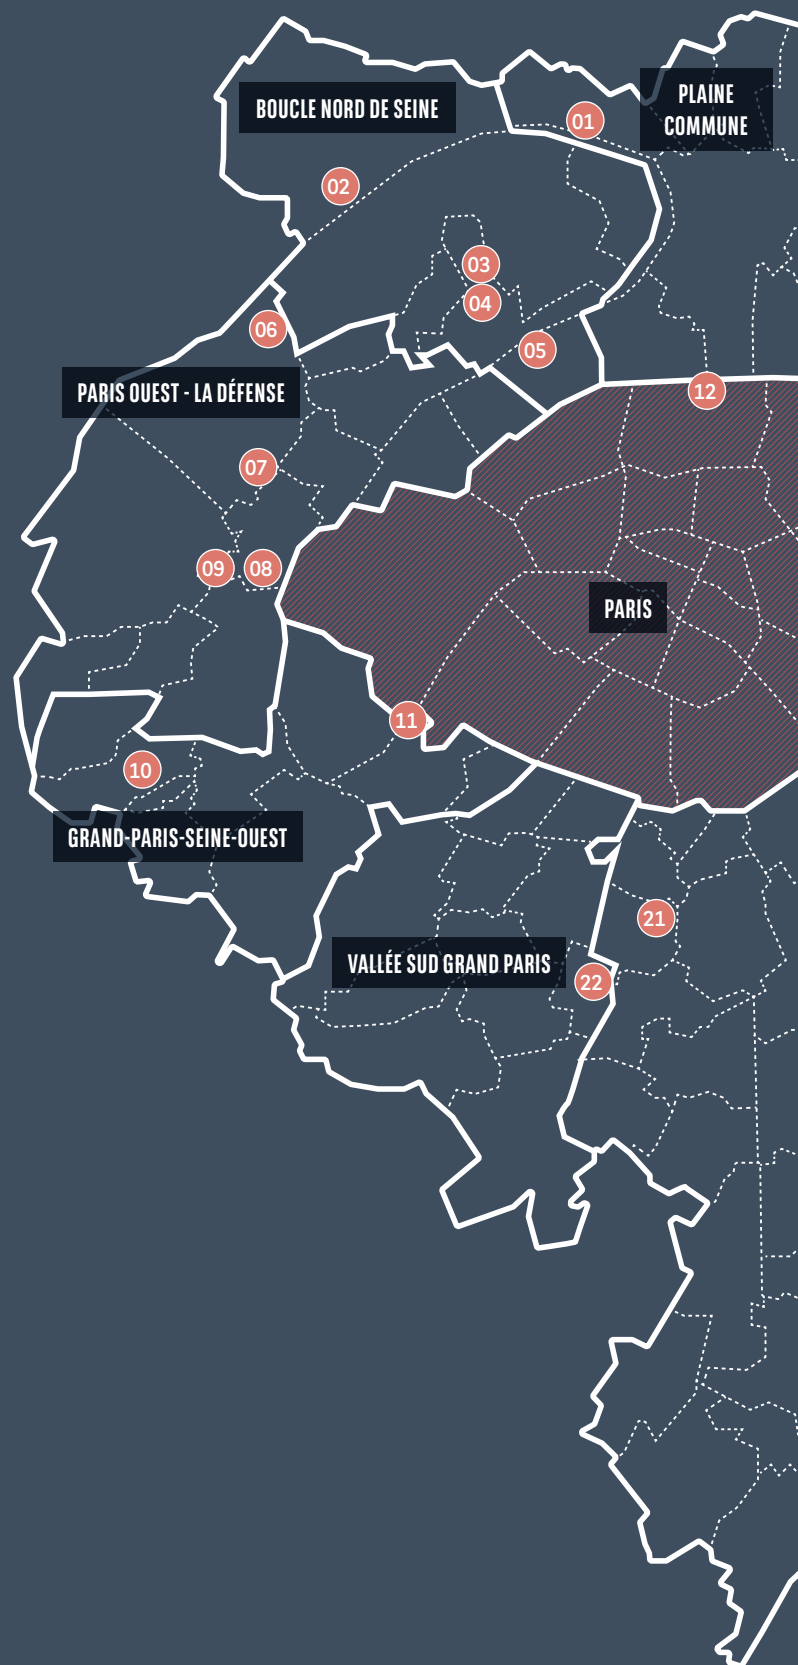 PLAINE
COMMUNE
BOUCLE NORD DE SEINE
01
02
03
04
06
05
PARIS OUEST - LA DÉFENSE
12
07
09
08
PARIS
11
10
GRAND-PARIS-SEINE-OUEST
21
VALLÉE SUD GRAND PARIS
22